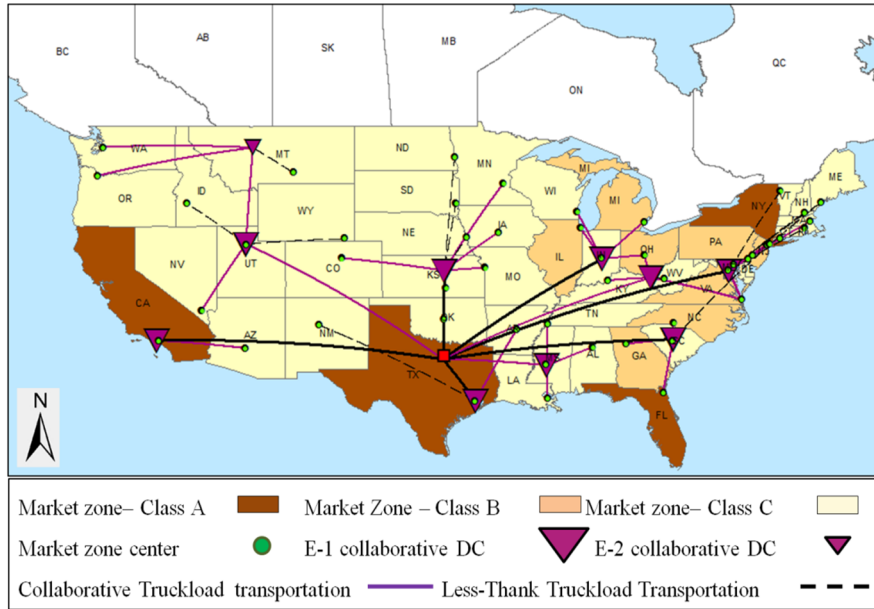 AB
SK
MB
BC
QC
ON
WA
MT
ND
MN
ME
VT
OR
ID
WI
MI
NH
SD
MI
NY
WY
IA
PA
NE
NV
UT
IL
OH
CO
WV
DE
KS
MO
KY
VA
CA
TN
NC
AZ
NM
AL
GA
TX
LA
FL
N
Market zone– Class A
Market Zone – Class B
Market zone– Class C
Market zone center
E-1 collaborative DC
E-2 collaborative DC
Collaborative Truckload transportation
Less-Thank Truckload Transportation